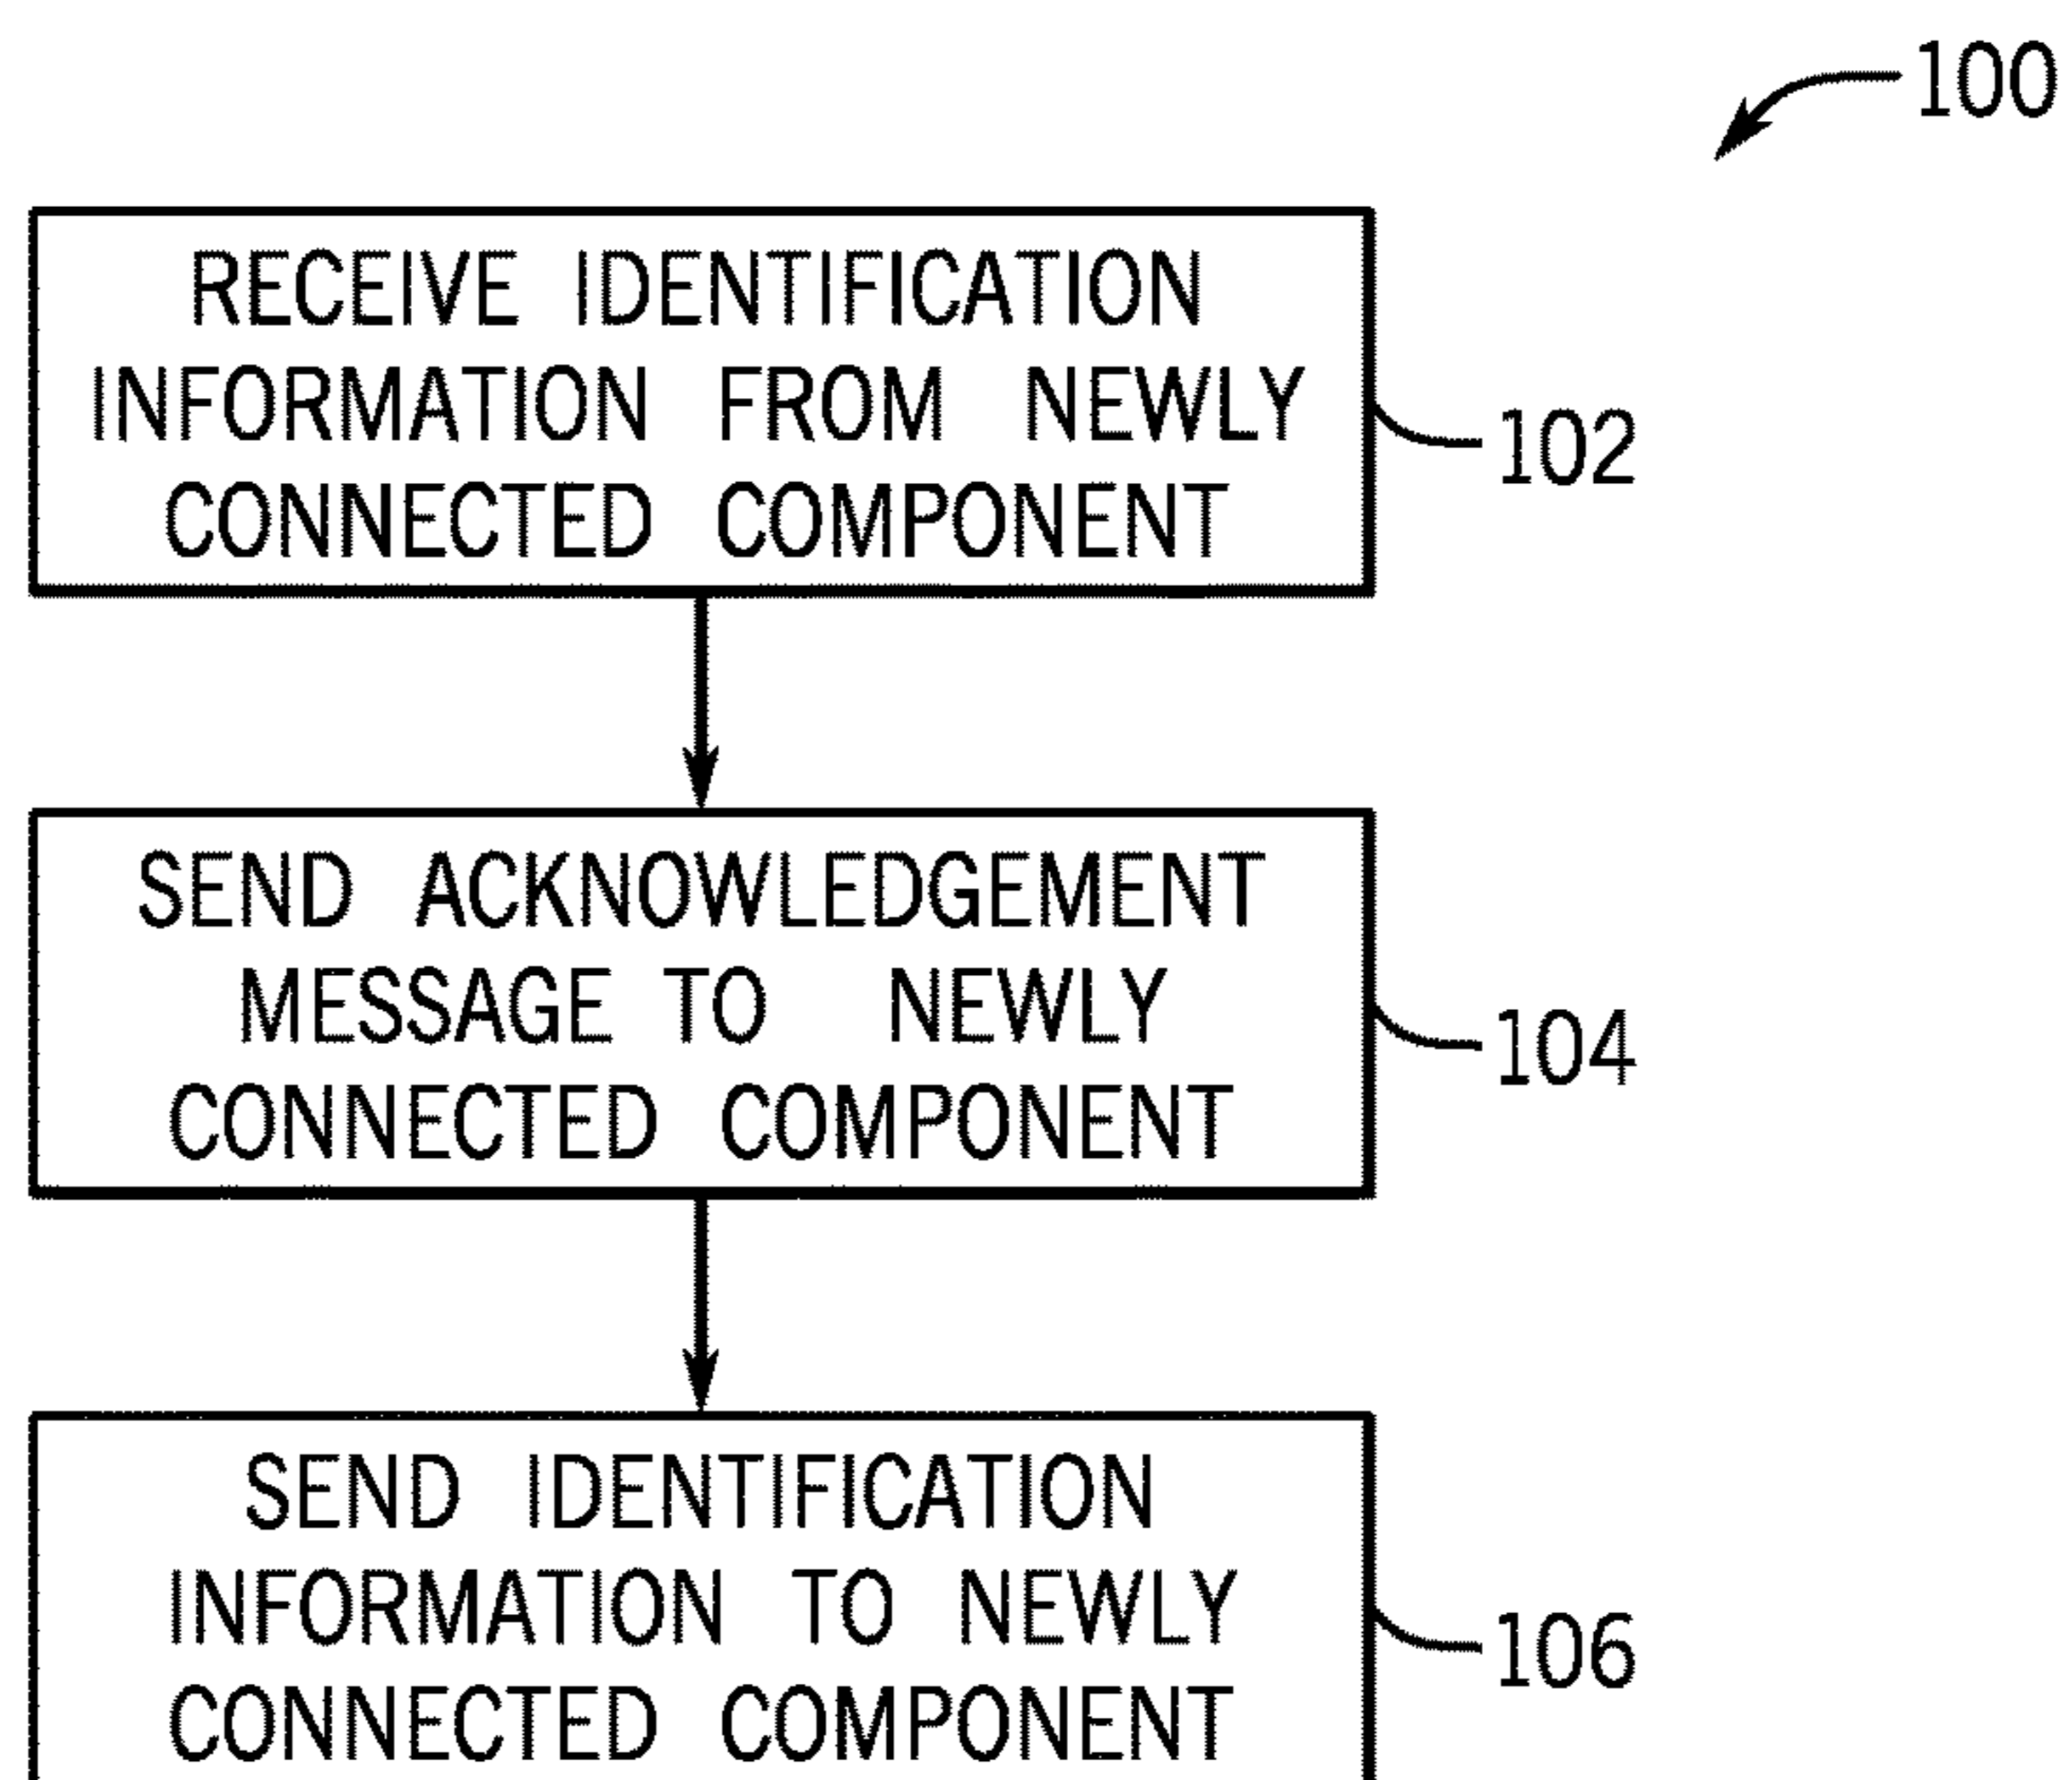 100
RECEIVE IDENTIFICATION
INFORMATION FROM NEWLY
CONNECTED COMPONENT
102
SEND ACKNOWLEDGEMENT
MESSAGE TO NEWLY
CONNECTED COMPONENT
104
SEND IDENTIFICATION
INFORMATION TO NEWLY
CONNECTED COMPONENT
106